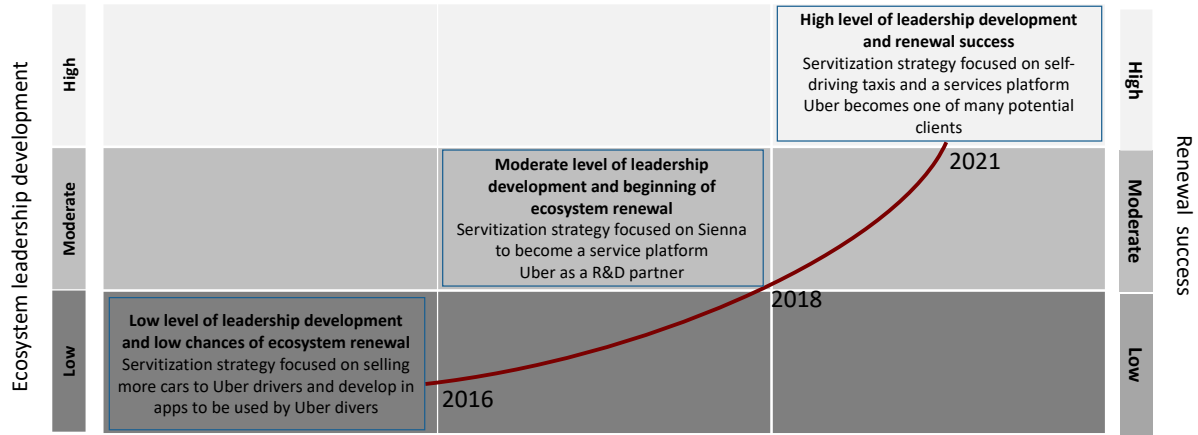 Ecosystem leadership development
High
Moderate
Low
High level of leadership development
and renewal success
Servitization strategy focused on self-
driving taxis and a services platform
Uber becomes one of many potential
clients
2021
Moderate level of leadership
development and beginning of
ecosystem renewal
Servitization strategy focused on Sienna
to become a service platform
Uber as a R&D partner
2018
Low level of leadership development
and low chances of ecosystem renewal
Servitization strategy focused on selling
more cars to Uber drivers and develop in
apps to be used by Uber divers
2016
High
Moderate
Low
Renewal success